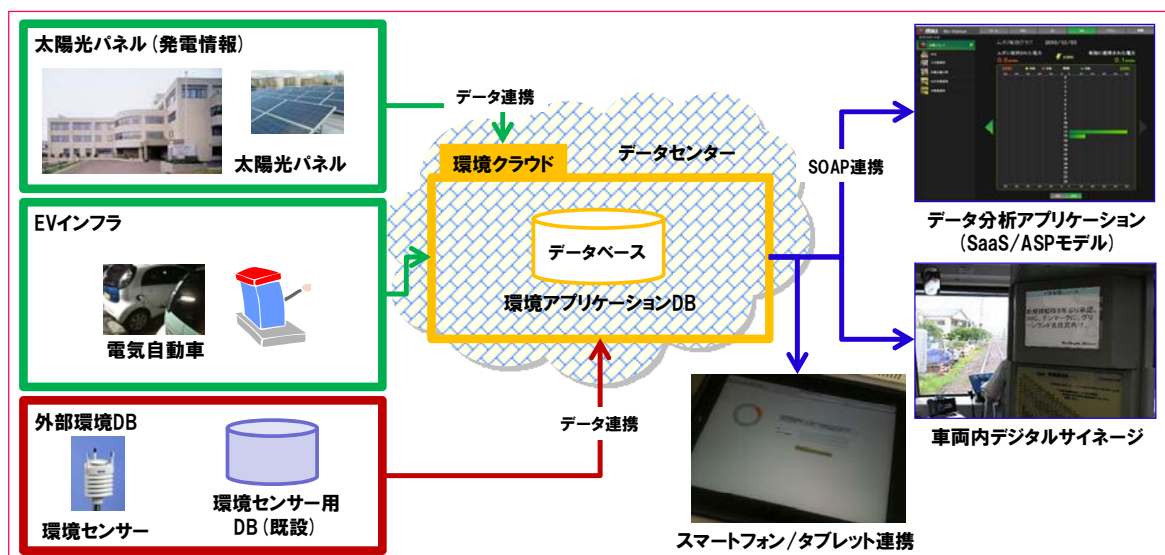 太陽光パネル(発電情報)
太陽光パネル
データ連携
環境クラウド
データセンター
データベース
環境アプリケーションDB
EVインフラ
電気自動車
外部環境DB
環境センサー
環境センサー用
DB(既設)
データ連携
SOAP連携
データ分析アプリケーション
(SaaS/ASPモデル)
車両内デジタルサイネージ
スマートフォン/タブレット連携